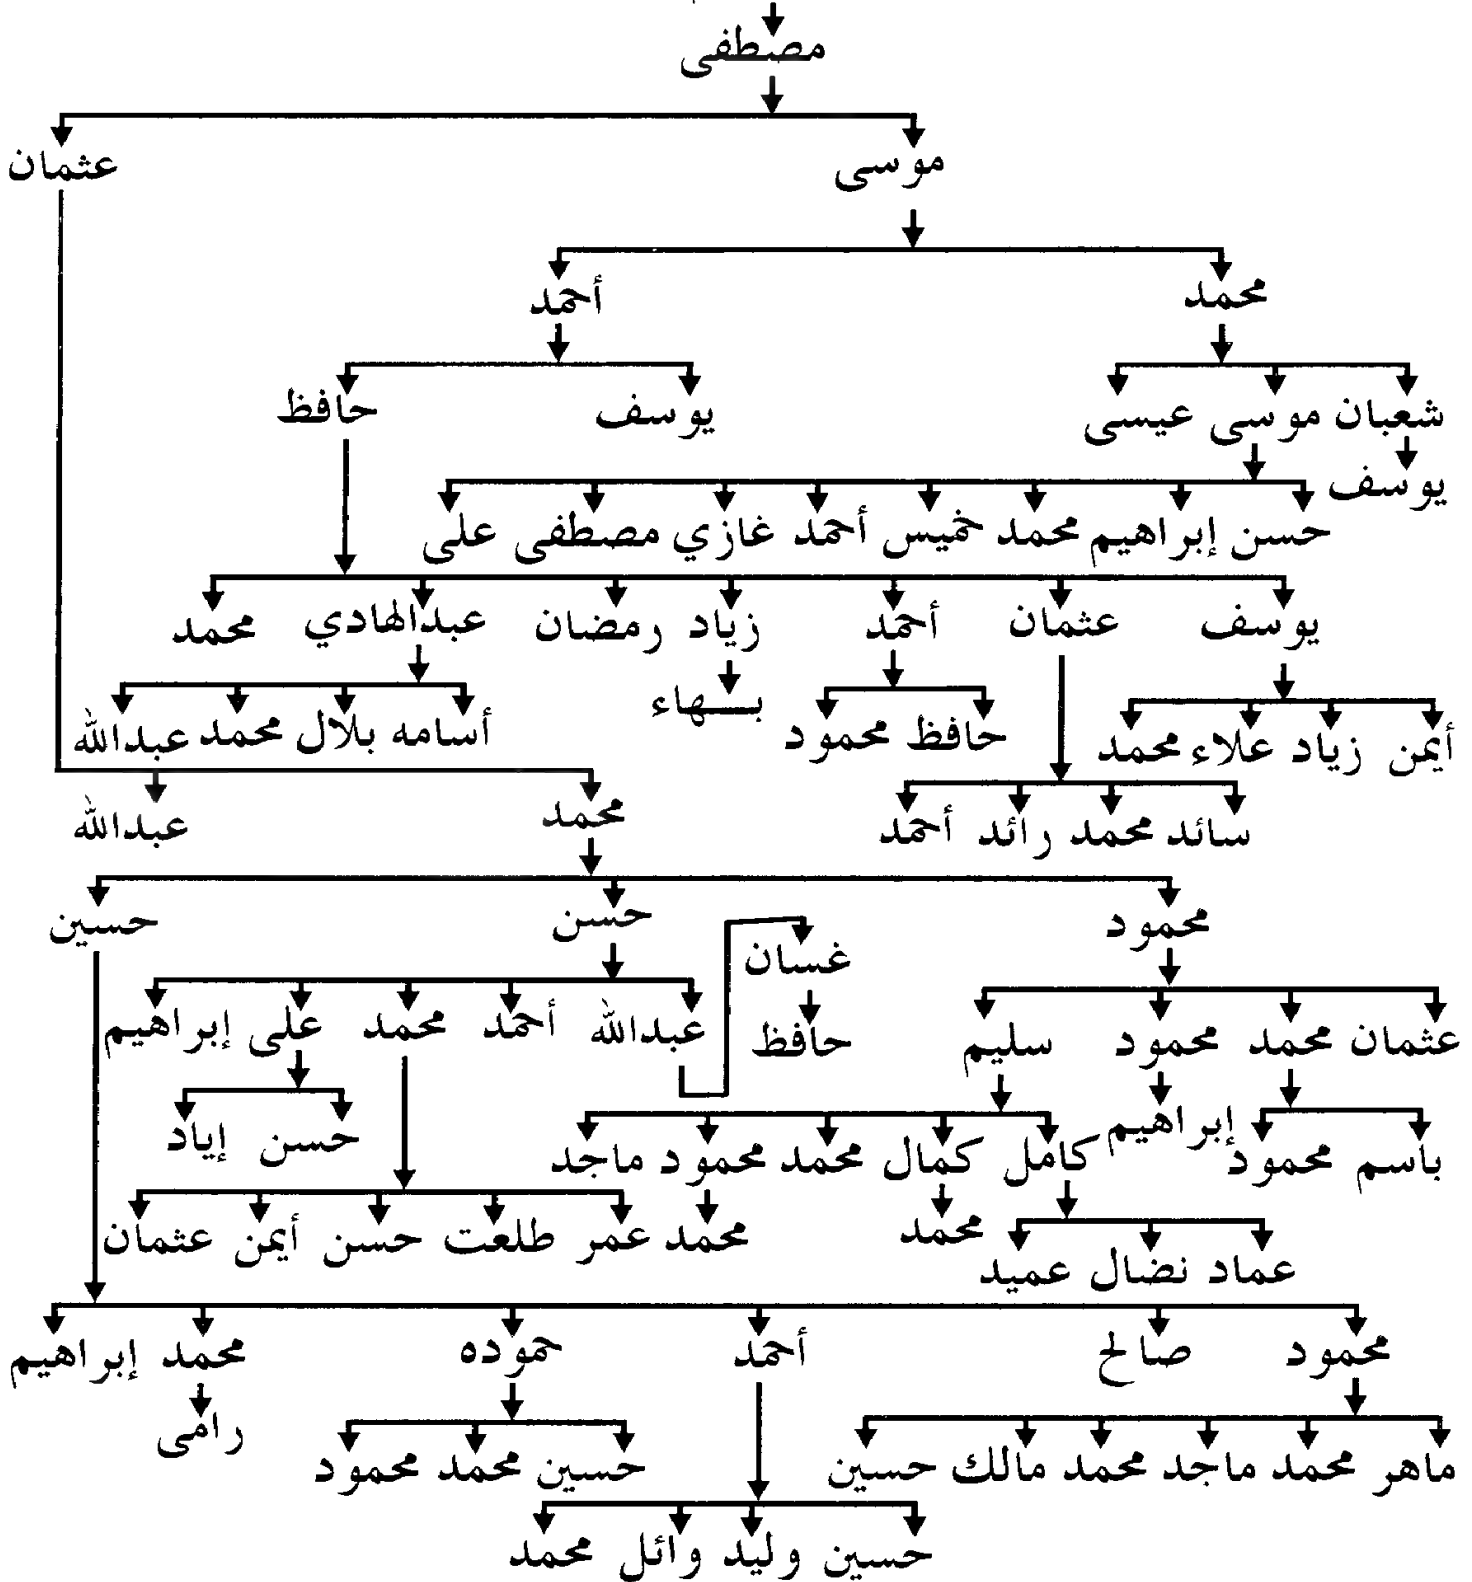 مصطفى
موسى عثمان
محمد أحمد
شعبان موسى عيسى يوسف حافظ
يوسف
حسن إبراهيم محمد خميس أحمد غازي مصطفى على
يوسف عثمان أحمد زياد رمضان عبدالهادي محمد
أيمن زياد علاء محمد حافظ محمود بهاء أسامه بلال محمد عبدالله
سائد محمد رائد أحمد محمد عبدالله
محمود حسن حسين
غسان
عثمان محمد محمود سليم حافظ عبدالله أحمد محمد على إبراهيم
باسم محمود إبراهيم كامل كمال محمد محمود ماجد حسن إياد
محمد محمد عمر طلعت حسن أيمن عثمان
عماد نضال عميد
محمود صالح أحمد حموده محمد إبراهيم
رامى
ماهر محمد ماجد محمد مالك حسين حسين محمد محمود
حسين وليد وائل محمد